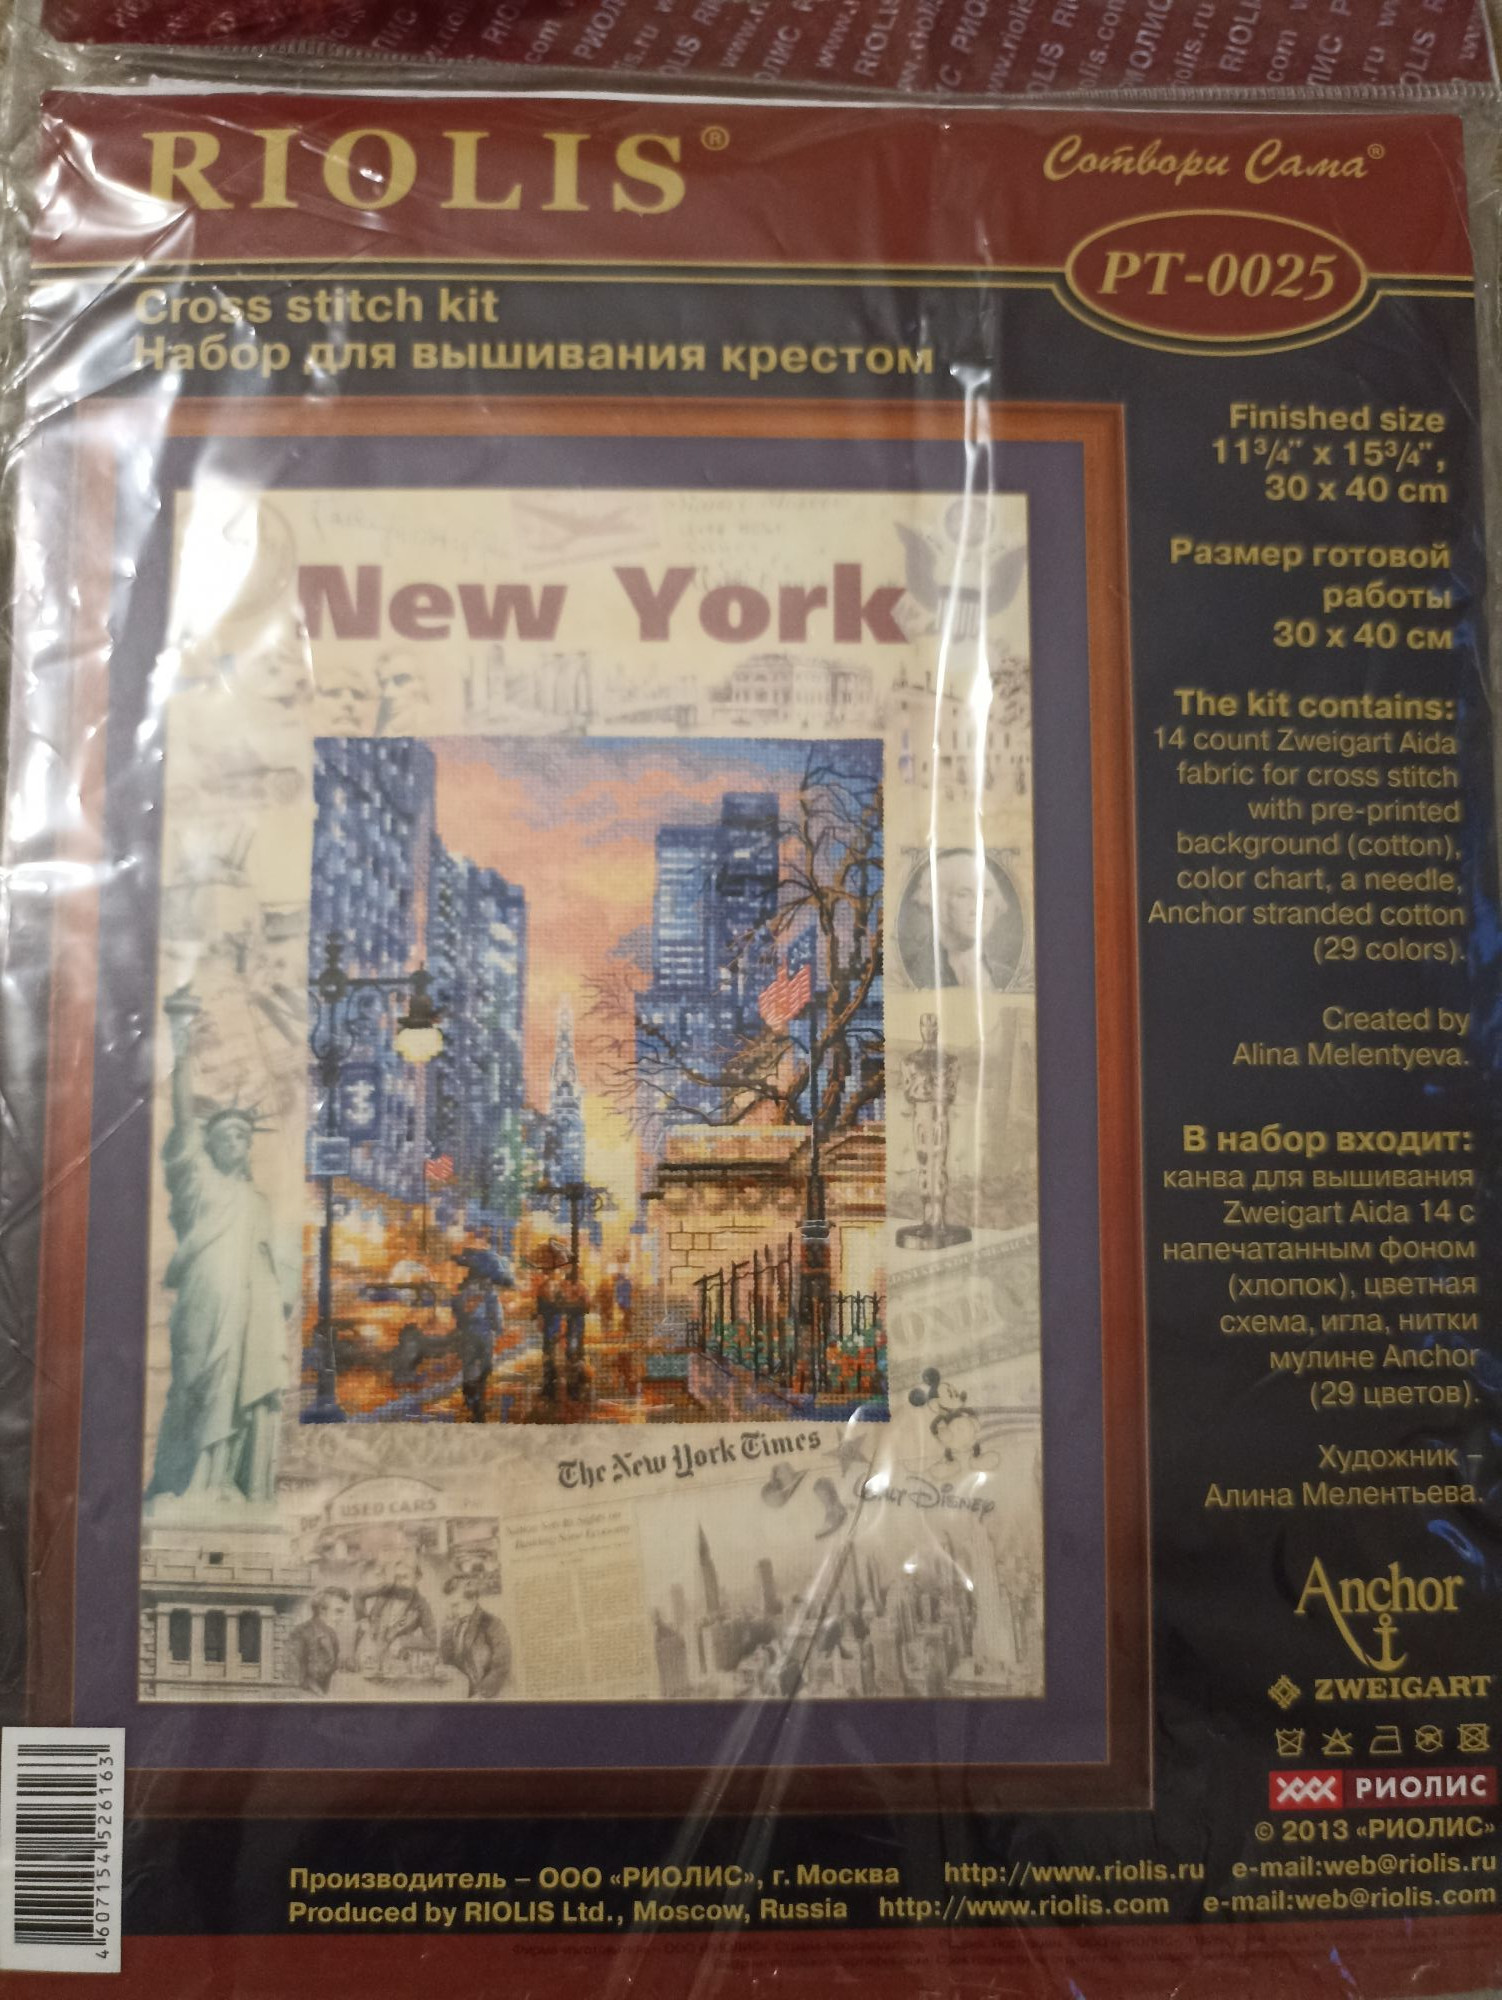 RIOLIS®
Сотвори Сама®
РТ-0025
Cross stitch kit
Набор для вышивания крестом
Finished size
11¾" x 15¾",
30 x 40 cm
Размер готовой
работы
30 х 40 см
The kit contains:
14 count Zweigart Aida
fabric for cross stitch
with pre-printed
background (cotton),
color chart, a needle,
Anchor stranded cotton
(29 colors).
Created by
Alina Melentyeva.
В набор входит:
канва для вышивания
Zweigart Aida 14 с
напечатанным фоном
(хлопок), цветная
схема, игла, нитки
мулине Anchor
(29 цветов).
Художник –
Алина Мелентьева.
Anchor
ZWEIGART
РИОЛИС
© 2013 «РИОЛИС»
New York
3
ONE
The New York Times
WALT DISNEY
USED CARS
4607154526163
Производитель – ООО «РИОЛИС», г. Москва http://www.riolis.ru e-mail:web@riolis.ru
Produced by RIOLIS Ltd., Moscow, Russia http://www.riolis.com e-mail:web@riolis.com